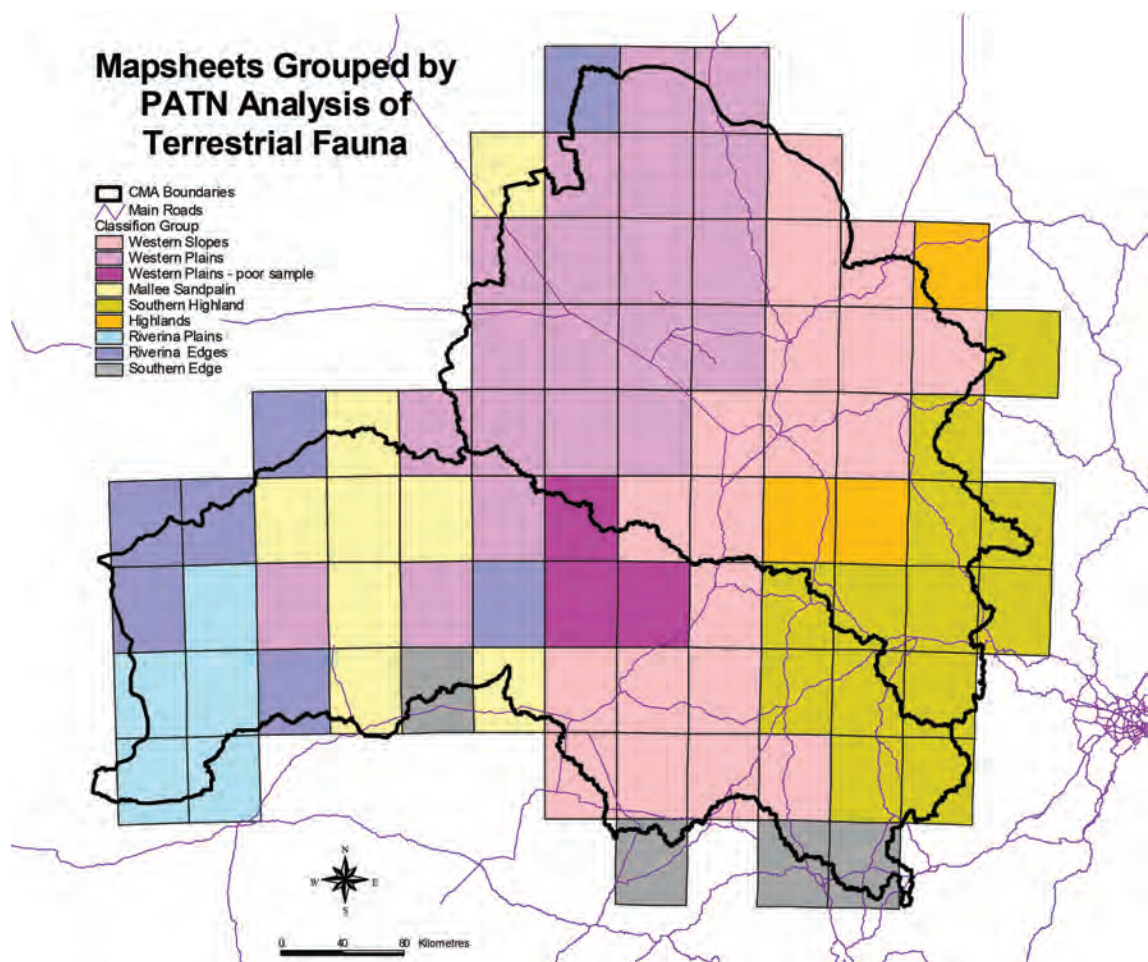 Mapsheets Grouped by
PATN Analysis of
Terrestrial Fauna
CMA Boundaries
Main Roads
Classifion Group
Western Slopes
Western Plains
Western Plains - poor sample
Mallee Sandpalin
Southern Highland
Highlands
Riverina Plains
Riverina Edges
Southern Edge
N
W E
S
0 40 80 Kilometres